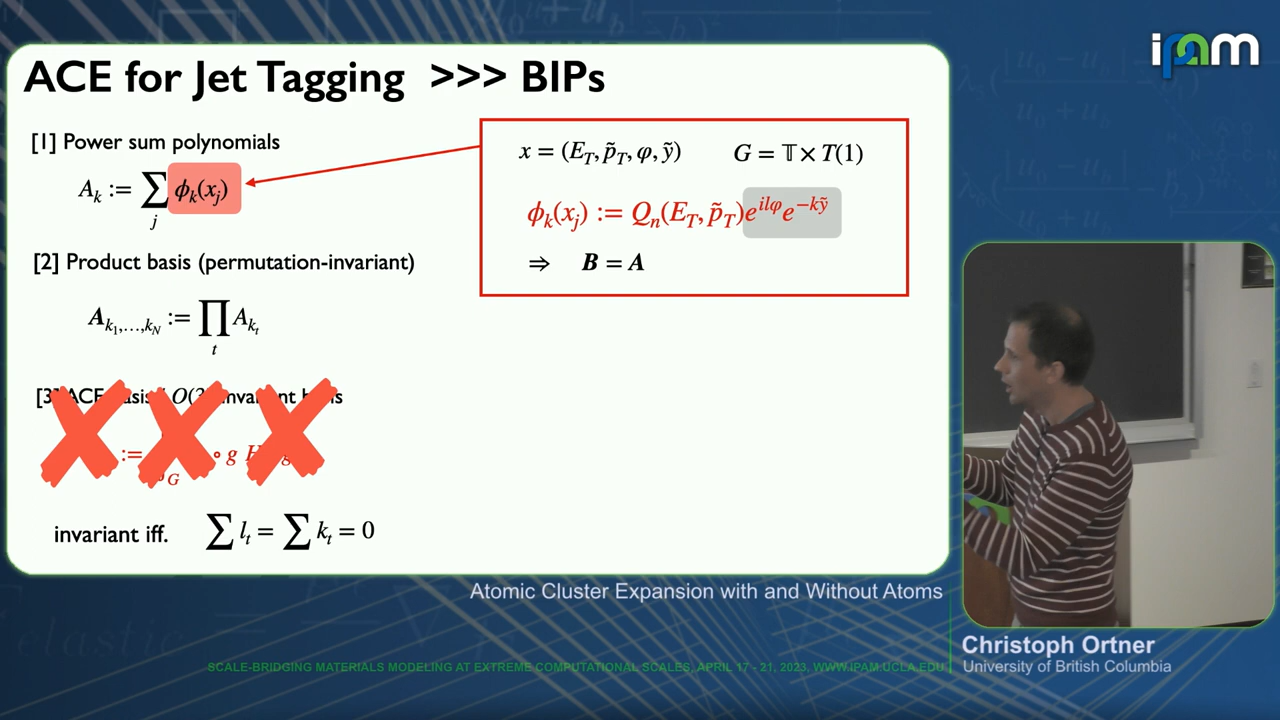 ipam
ACE for Jet Tagging >>> BIPs
[1] Power sum polynomials
A_k := ∑_j ϕ_k(x_j)
x = (E_T, p̃_T, φ, ỹ) G = 𝕋 × T(1)
ϕ_k(x_j) := Q_n(E_T, p̃_T)e^{ilφ}e^{−kỹ}
⇒ B = A
[2] Product basis (permutation-invariant)
A_{k_1,…,k_N} := ∏_t A_{k_t}
[3] ACE
:= ∘ g
G
invariant iff. ∑ l_t = ∑ k_t = 0
Atomic Cluster Expansion with and Without Atoms
Christoph Ortner
University of British Columbia
SCALE-BRIDGING MATERIALS MODELING AT EXTREME COMPUTATIONAL SCALES, APRIL 17 - 21. 2023, WWW.IPAM.UCLA.EDU